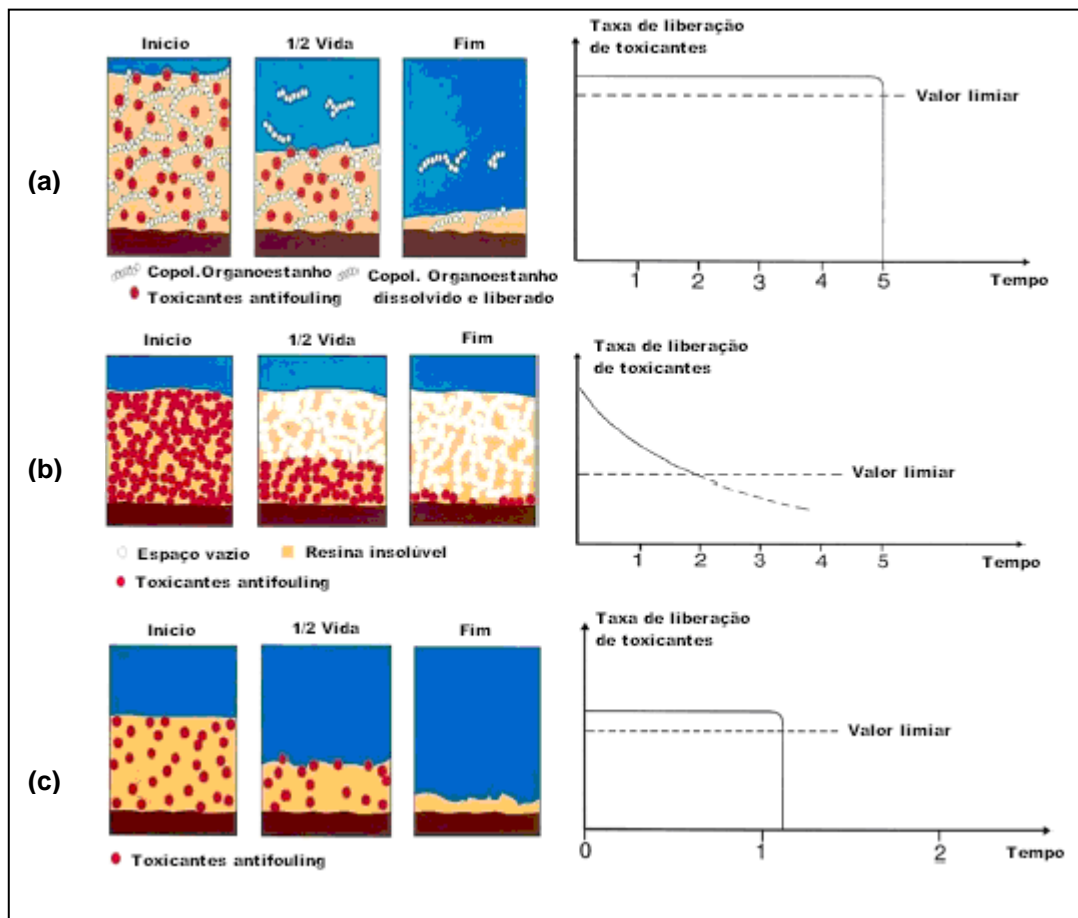 Inicio 1/2 Vida Fim
(a)
Copol.Organoestanho
Toxicantes antifouling
Copol. Organoestanho
dissolvido e liberado
Taxa de liberação
de toxicantes
Valor limiar
1 2 3 4 5 Tempo
Inicio 1/2 Vida Fim
(b)
Espaço vazio Resina insolúvel
Toxicantes antifouling
Taxa de liberação
de toxicantes
Valor limiar
1 2 3 4 5 Tempo
Inicio 1/2 Vida Fim
(c)
Toxicantes antifouling
Taxa de liberação
de toxicantes
Valor limiar
0 1 2 Tempo